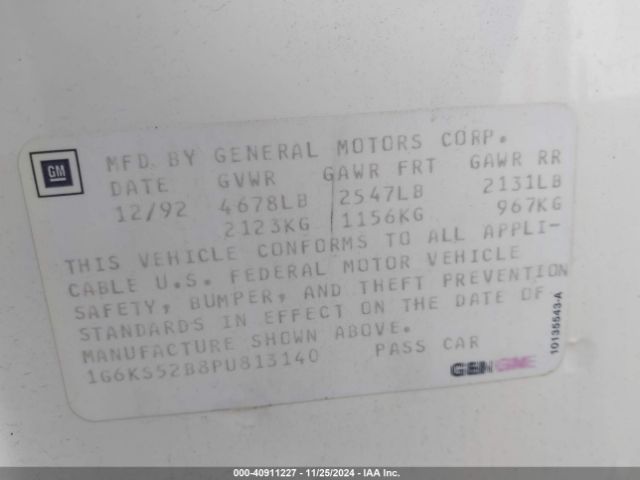 GM
MFD BY GENERAL MOTORS CORP.
DATE GVWR GAWR FRT GAWR RR
12/92 4678LB 2547LB 2131LB
2123KG 1156KG 967KG
THIS VEHICLE CONFORMS TO ALL APPLI-
CABLE U.S. FEDERAL MOTOR VEHICLE
SAFETY, BUMPER, AND THEFT PREVENTION
STANDARDS IN EFFECT ON THE DATE OF
MANUFACTURE SHOWN ABOVE.
1G6KS52B8PU813140 PASS CAR
10135543-A
000-40911227 - 11/25/2024 - IAA Inc.